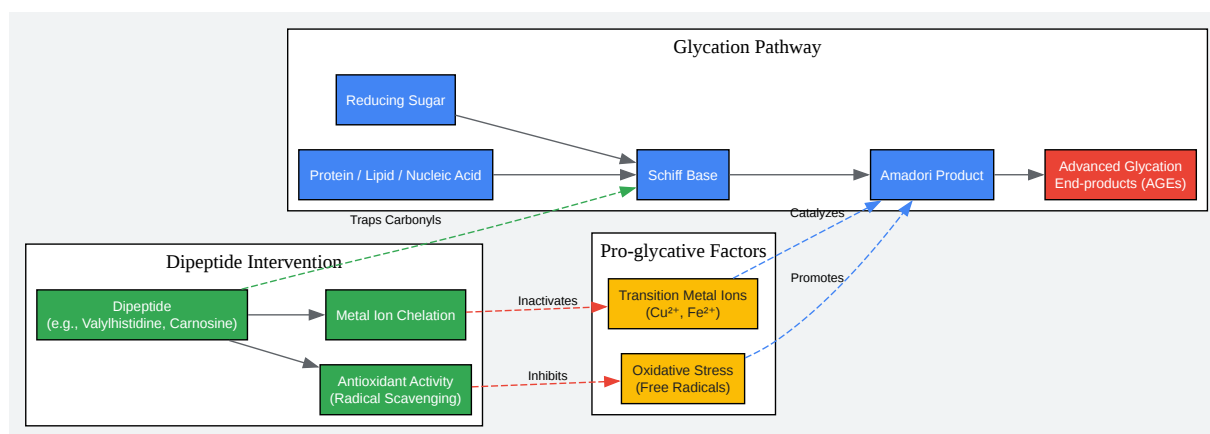 Glycation Pathway
Reducing Sugar
Protein / Lipid / Nucleic Acid
Schiff Base
Amadori Product
Advanced Glycation
End-products (AGEs)
Traps Carbonyls
Catalyzes
Dipeptide Intervention
Pro-glycative Factors
Promotes
Dipeptide
(e.g., Valylhistidine, Carnosine)
Metal Ion Chelation
Inactivates
Transition Metal Ions
(Cu²⁺, Fe²⁺)
Antioxidant Activity
(Radical Scavenging)
Inhibits
Oxidative Stress
(Free Radicals)